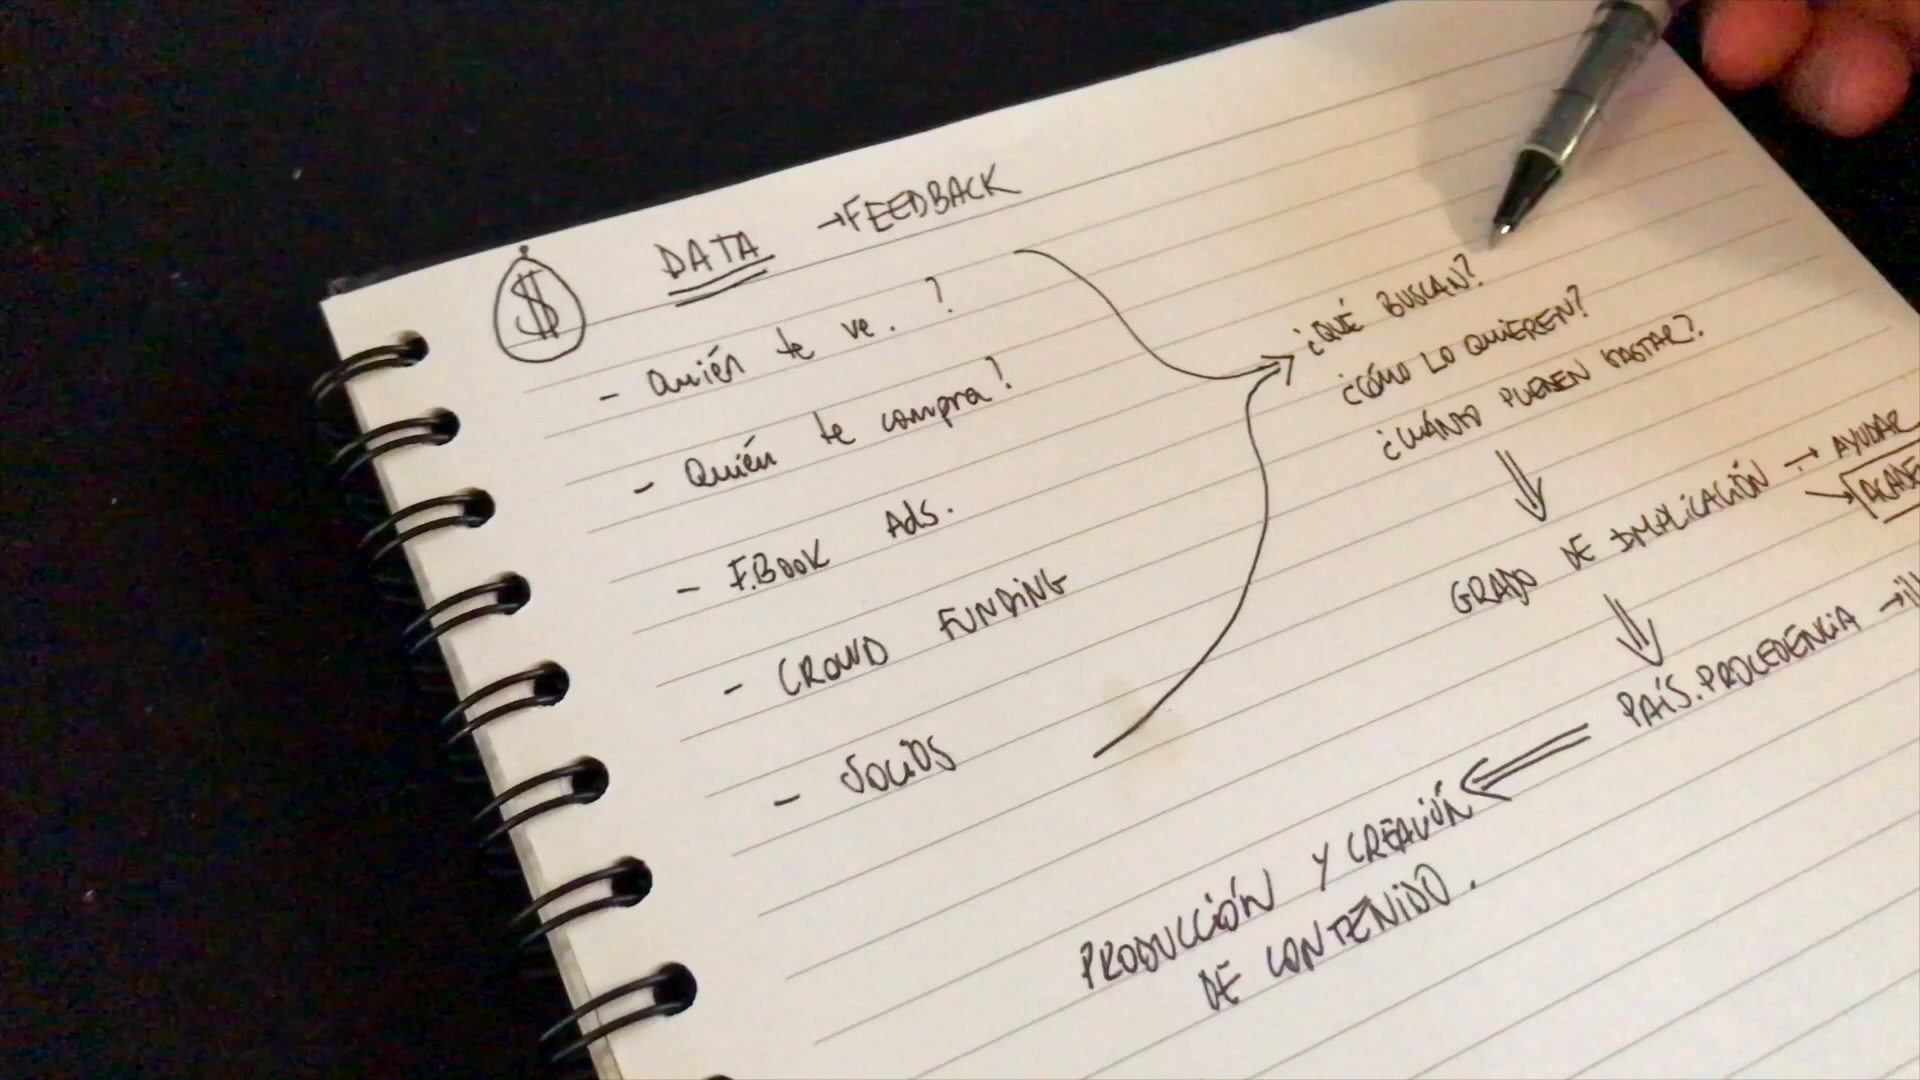 $ DATA → FEEDBACK
- Quién te ve. ?
- Quién te compra?
- F.BOOK Ads.
- CROWD FUNDING
- SOCIOS
¿QUÉ BUSCAN?
¿CÓMO LO QUIEREN?
¿CUÁNTO PUEDEN GASTAR?
GRADO DE IMPLICACIÓN → AYUDAR
PAÍS. PROCEDENCIA →
PRODUCCIÓN Y CREACIÓN
DE CONTENIDO.